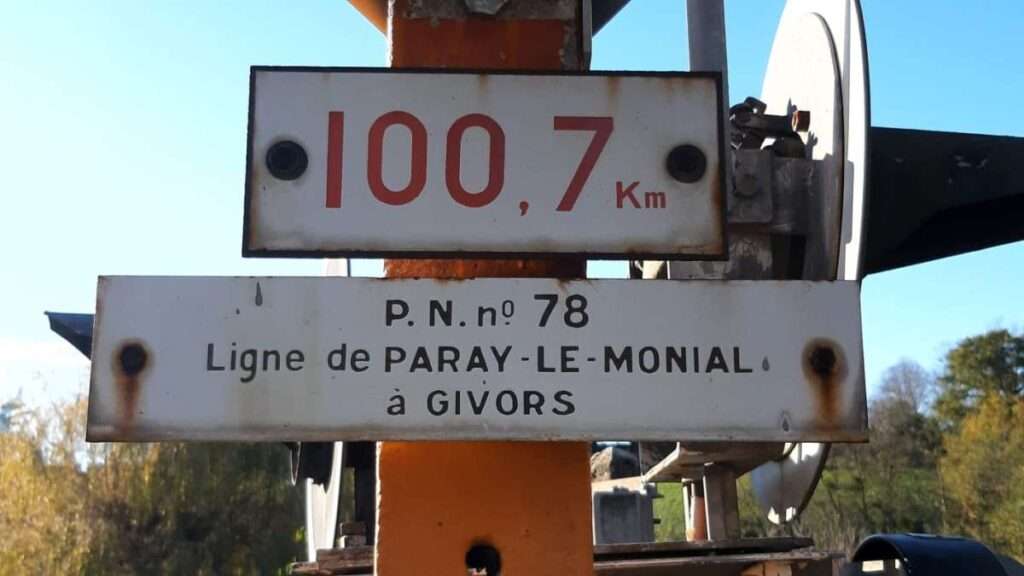 100,7 Km
P.N. nº 78
Ligne de PARAY-LE-MONIAL
à GIVORS